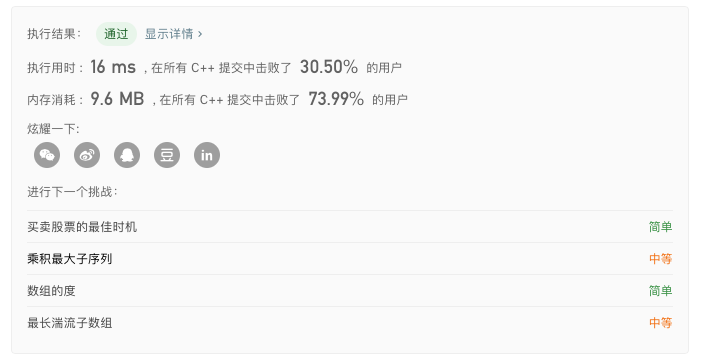 执行结果： 通过 显示详情 ›
执行用时：16 ms , 在所有 C++ 提交中击败了 30.50% 的用户
内存消耗：9.6 MB , 在所有 C++ 提交中击败了 73.99% 的用户
炫耀一下:
豆 in
进行下一个挑战：
买卖股票的最佳时机 简单
乘积最大子序列 中等
数组的度 简单
最长湍流子数组 中等